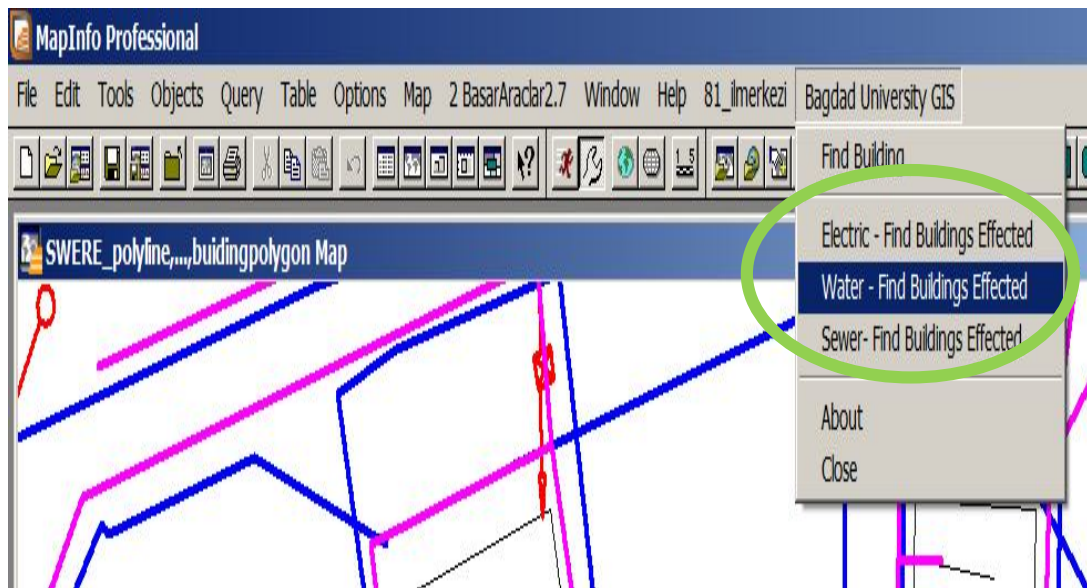 MapInfo Professional
File Edit Tools Objects Query Table Options Map 2 BasarAraclar2.7 Window Help 81_ilmerkezi Bagdad University GIS
Find Building
SWERE_polyline,...,buidingpolygon Map
Electric - Find Buildings Effected
Water - Find Buildings Effected
Sewer- Find Buildings Effected
About
Close